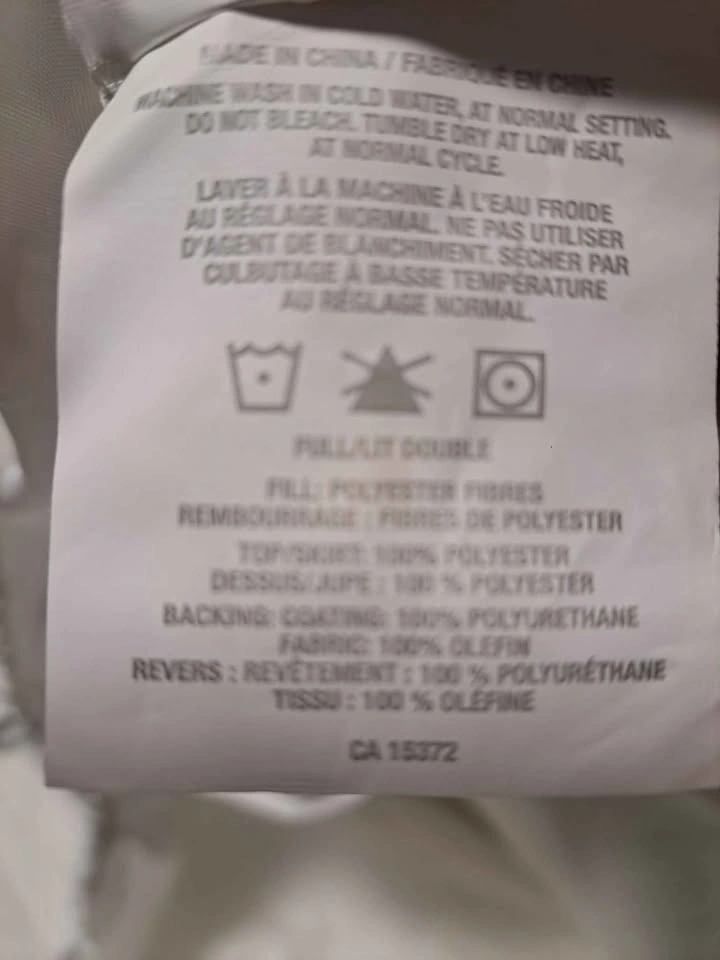 MADE IN CHINA / FABRIQUÉ EN CHINE
MACHINE WASH IN COLD WATER, AT NORMAL SETTING.
DO NOT BLEACH. TUMBLE DRY AT LOW HEAT,
AT NORMAL CYCLE.
LAVER À LA MACHINE À L'EAU FROIDE
AU RÉGLAGE NORMAL. NE PAS UTILISER
D'AGENT DE BLANCHIMENT. SÉCHER PAR
CULBUTAGE À BASSE TEMPÉRATURE
AU RÉGLAGE NORMAL.
FULL/LIT DOUBLE
FILL: POLYESTER FIBRES
REMBOURRAGE : FIBRES DE POLYESTER
TOP/SKIRT: 100% POLYESTER
DESSUS/JUPE : 100 % POLYESTER
BACKING: COATING: 100% POLYURETHANE
FABRIC: 100% OLEFIN
REVERS : REVÊTEMENT : 100 % POLYURÉTHANE
TISSU : 100 % OLÉFINE
CA 15372